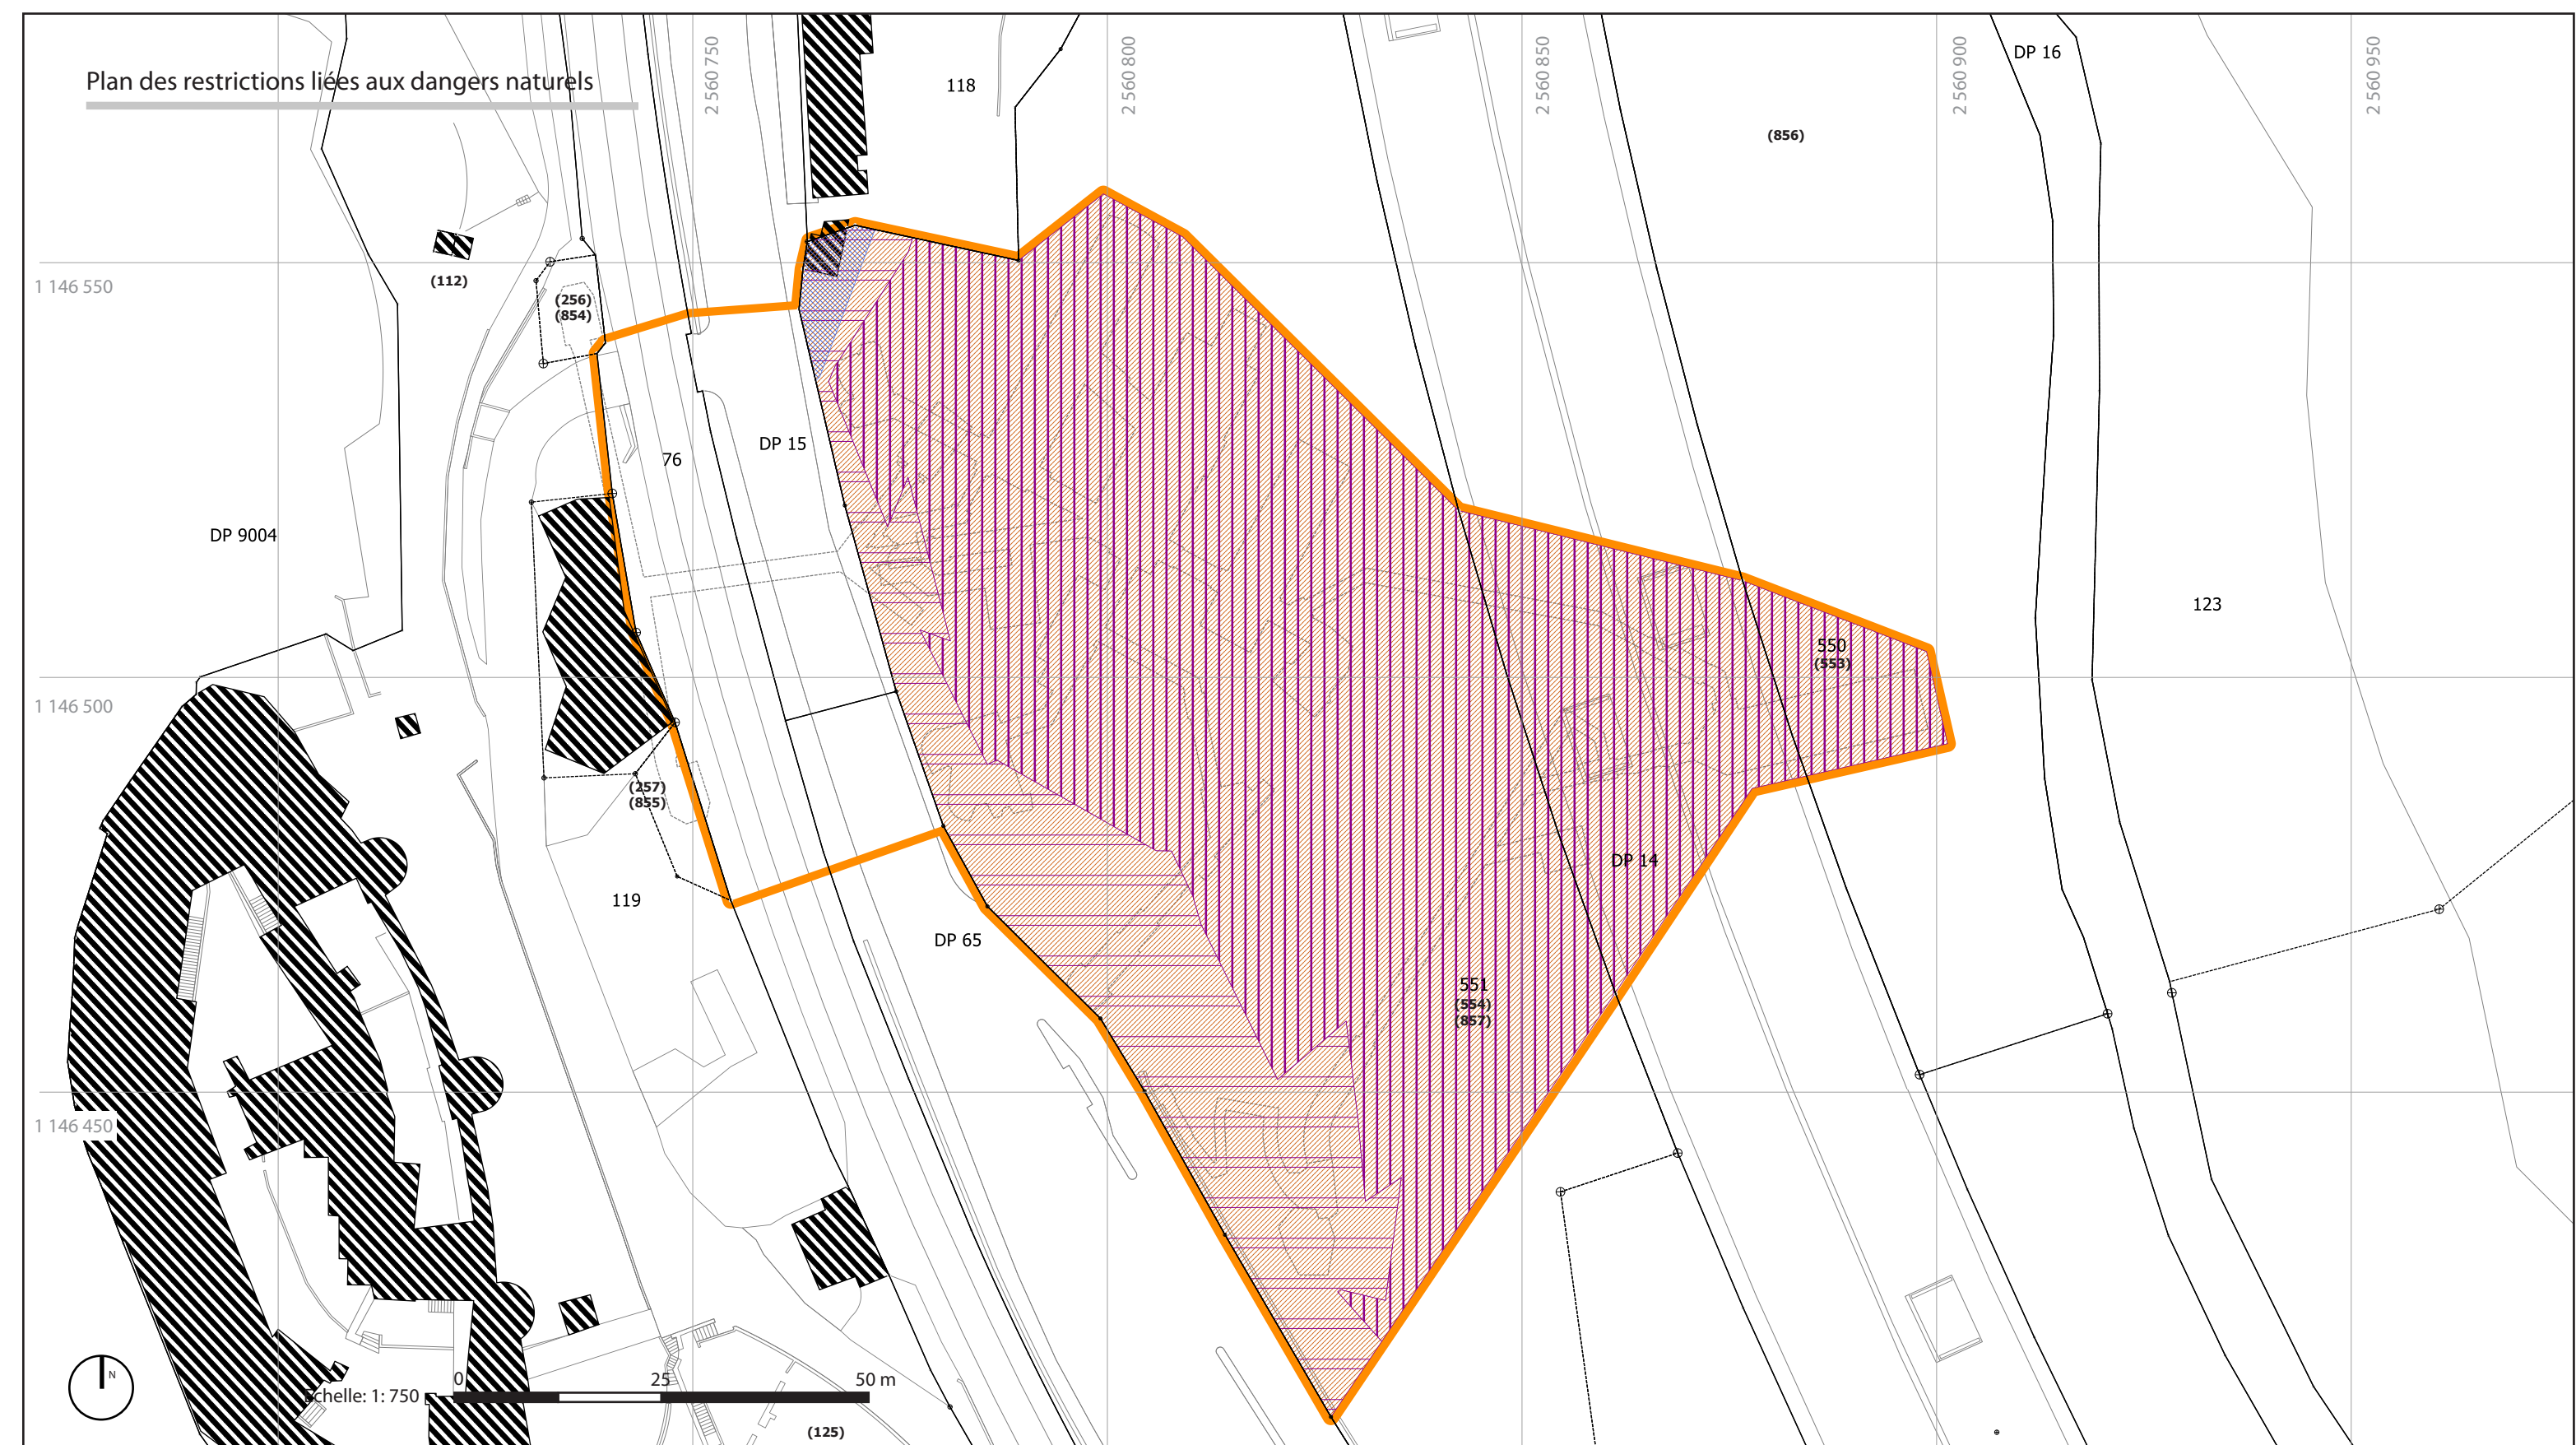 Plan des restrictions liées aux dangers naturels
2 560 750
2 560 800
2 560 850
2 560 900
2 560 950
DP 16
118
(856)
(112)
1 146 550
(256)
(854)
DP 15
76
DP 9004
123
550
(553)
1 146 500
(257)
(855)
DP 14
119
DP 65
551
(554)
(857)
1 146 450
N
0
25
50 m
Echelle: 1: 750
(125)